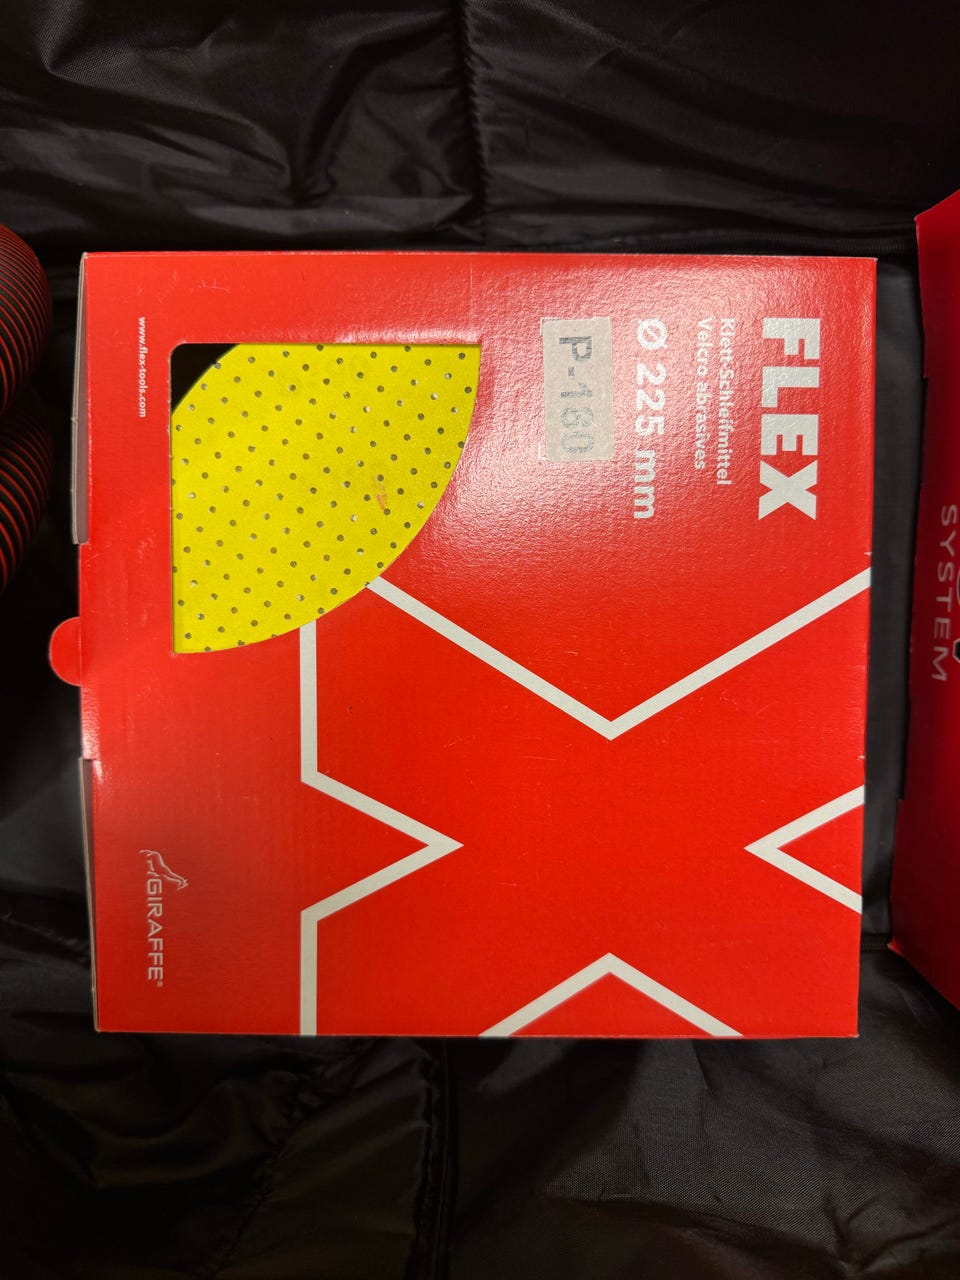 FLEX
Klett-Schleifmittel
Velcro abrasives
Ø 225 mm
P-180
www.flex-tools.com
GIRAFFE®
SYSTEM